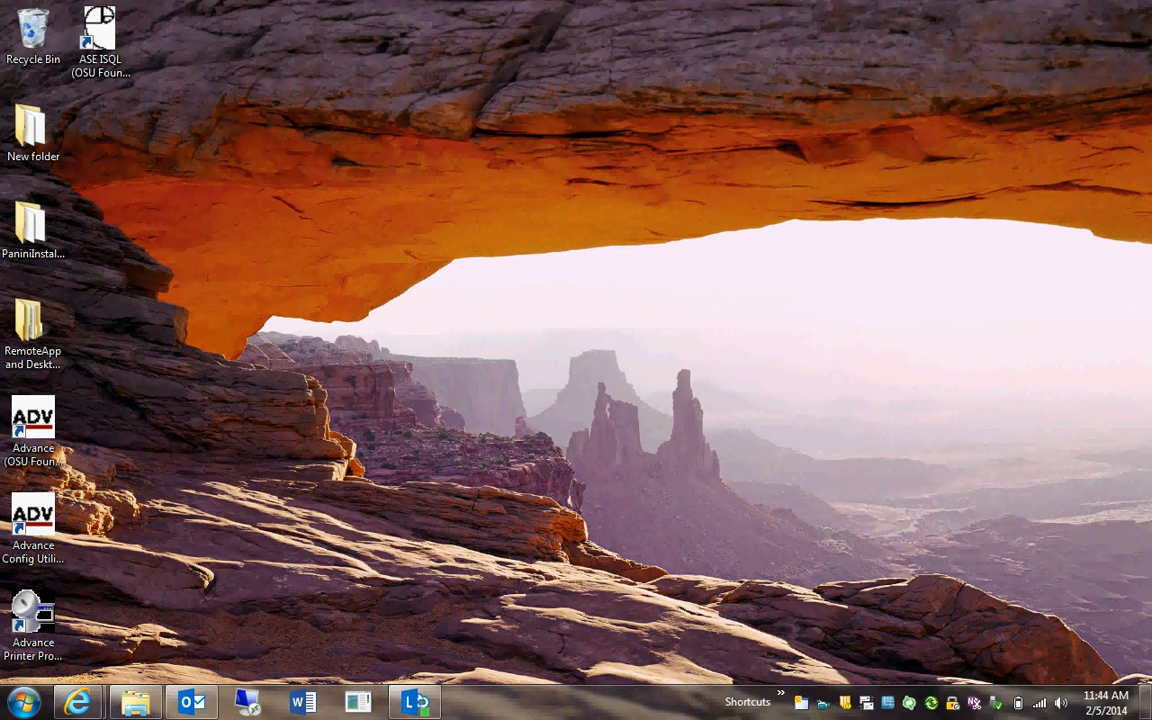 Recycle Bin
ASE ISQL
(OSU Foun...
New folder
PaniniInstal...
RemoteApp
and Deskt...
ADV
Advance
(OSU Foun...
ADV
Advance
Config Utili...
Advance
Printer Pro...
Shortcuts
»
11:44 AM
2/5/2014